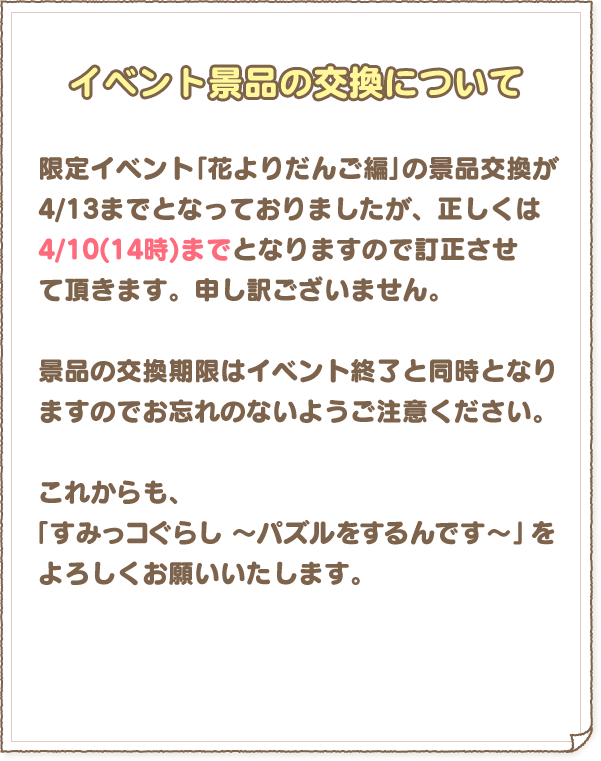 イベント景品の交換について
限定イベント「花よりだんご編」の景品交換が
4/13までとなっておりましたが、正しくは
4/10(14時)までとなりますので訂正させ
て頂きます。申し訳ございません。
景品の交換期限はイベント終了と同時となり
ますのでお忘れのないようご注意ください。
これからも、
「すみっコぐらし ～パズルをするんです～」を
よろしくお願いいたします。